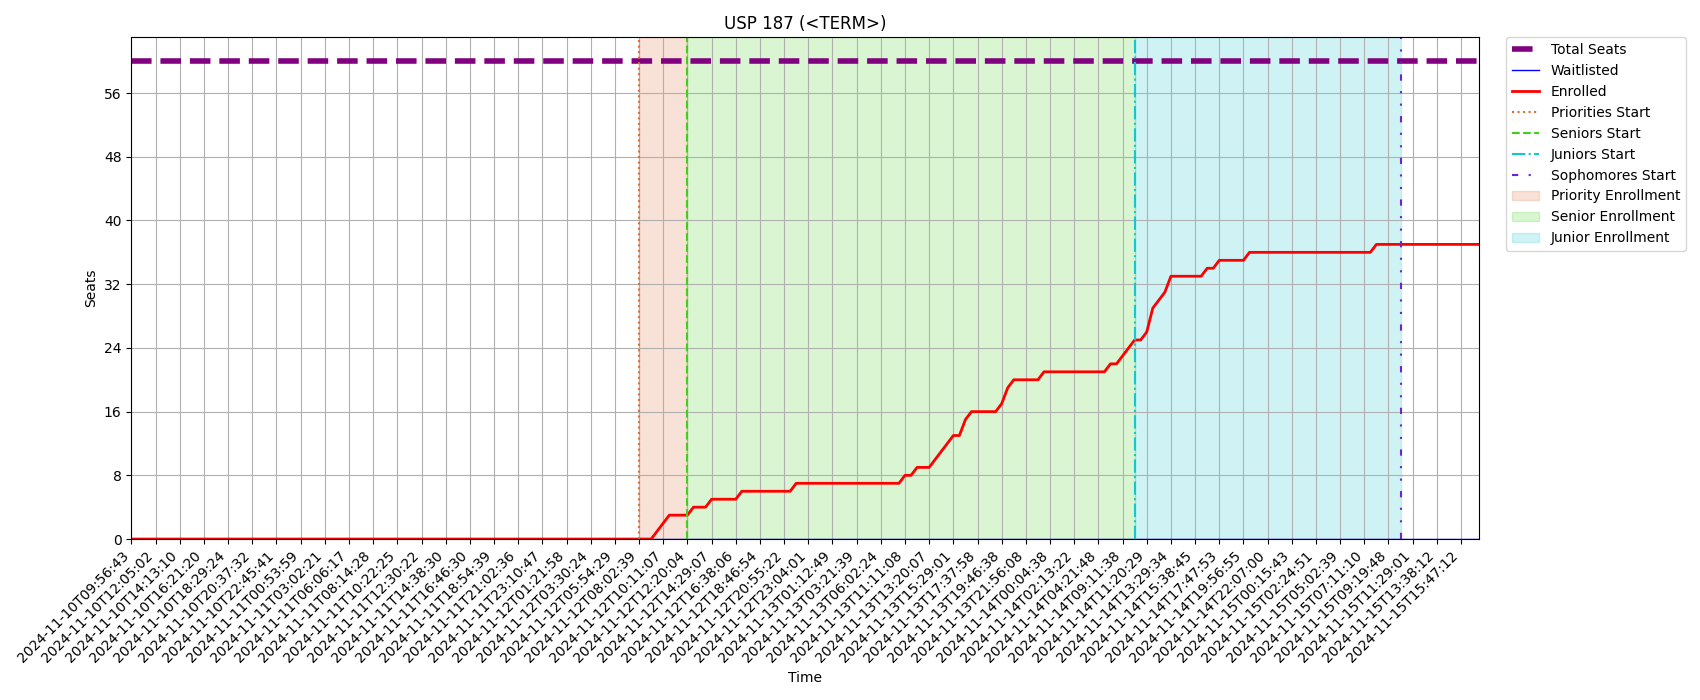 USP 187 (<TERM>)
Total Seats
Waitlisted
Enrolled
Priorities Start
Seniors Start
Juniors Start
Sophomores Start
Priority Enrollment
Senior Enrollment
Junior Enrollment
Seats
56
48
40
32
24
16
8
0
2024-11-10T09:56:43
2024-11-10T12:05:02
2024-11-10T14:13:10
2024-11-10T16:21:20
2024-11-10T18:29:24
2024-11-10T20:37:32
2024-11-10T22:45:41
2024-11-11T00:53:59
2024-11-11T03:02:21
2024-11-11T06:06:17
2024-11-11T08:14:28
2024-11-11T10:22:25
2024-11-11T12:30:22
2024-11-11T14:38:30
2024-11-11T16:46:30
2024-11-11T18:54:39
2024-11-11T21:02:36
2024-11-11T23:10:47
2024-11-12T01:21:58
2024-11-12T03:30:24
2024-11-12T05:54:29
2024-11-12T08:02:39
2024-11-12T10:11:07
2024-11-12T12:20:04
2024-11-12T14:29:07
2024-11-12T16:38:06
2024-11-12T18:46:54
2024-11-12T20:55:22
2024-11-12T23:04:01
2024-11-13T01:12:49
2024-11-13T03:21:39
2024-11-13T06:02:24
2024-11-13T11:11:08
2024-11-13T13:20:07
2024-11-13T15:29:01
2024-11-13T17:37:58
2024-11-13T19:46:38
2024-11-13T21:56:08
2024-11-14T00:04:38
2024-11-14T02:13:22
2024-11-14T04:21:48
2024-11-14T09:11:38
2024-11-14T11:20:29
2024-11-14T13:29:34
2024-11-14T15:38:45
2024-11-14T17:47:53
2024-11-14T19:56:55
2024-11-14T22:07:00
2024-11-15T00:15:43
2024-11-15T02:24:51
2024-11-15T05:02:39
2024-11-15T07:11:10
2024-11-15T09:19:48
2024-11-15T11:29:01
2024-11-15T13:38:12
2024-11-15T15:47:12
Time